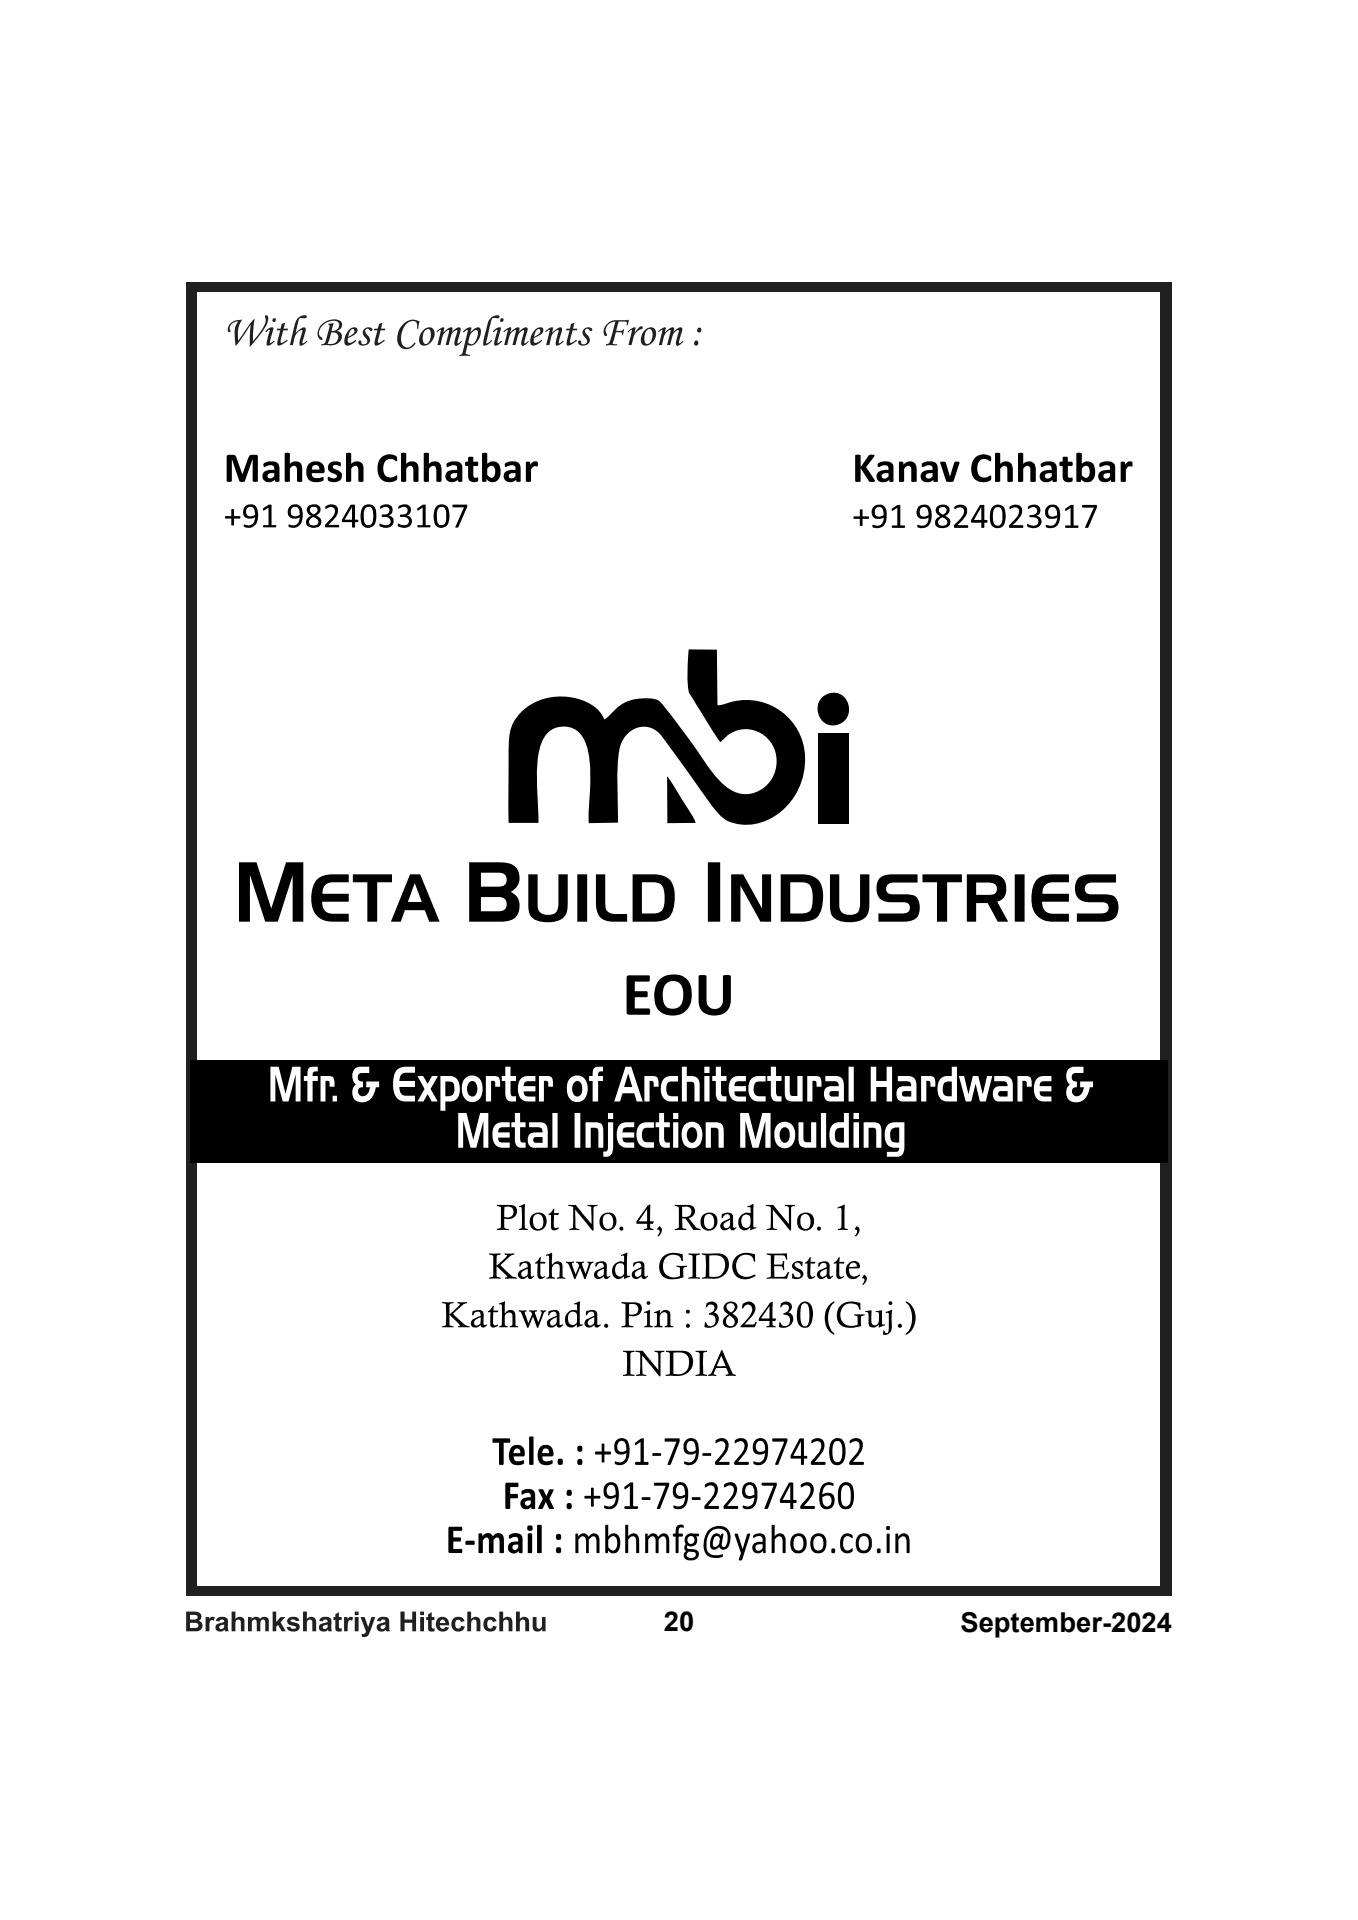 With Best Compliments From :
Mahesh Chhatbar
+91 9824033107
Kanav Chhatbar
+91 9824023917
mbi
META BUILD INDUSTRIES
EOU
Mfr. & Exporter of Architectural Hardware &
Metal Injection Moulding
Plot No. 4, Road No. 1,
Kathwada GIDC Estate,
Kathwada. Pin : 382430 (Guj.)
INDIA
Tele. : +91-79-22974202
Fax : +91-79-22974260
E-mail : mbhmfg@yahoo.co.in
Brahmkshatriya Hitechchhu 20 September-2024